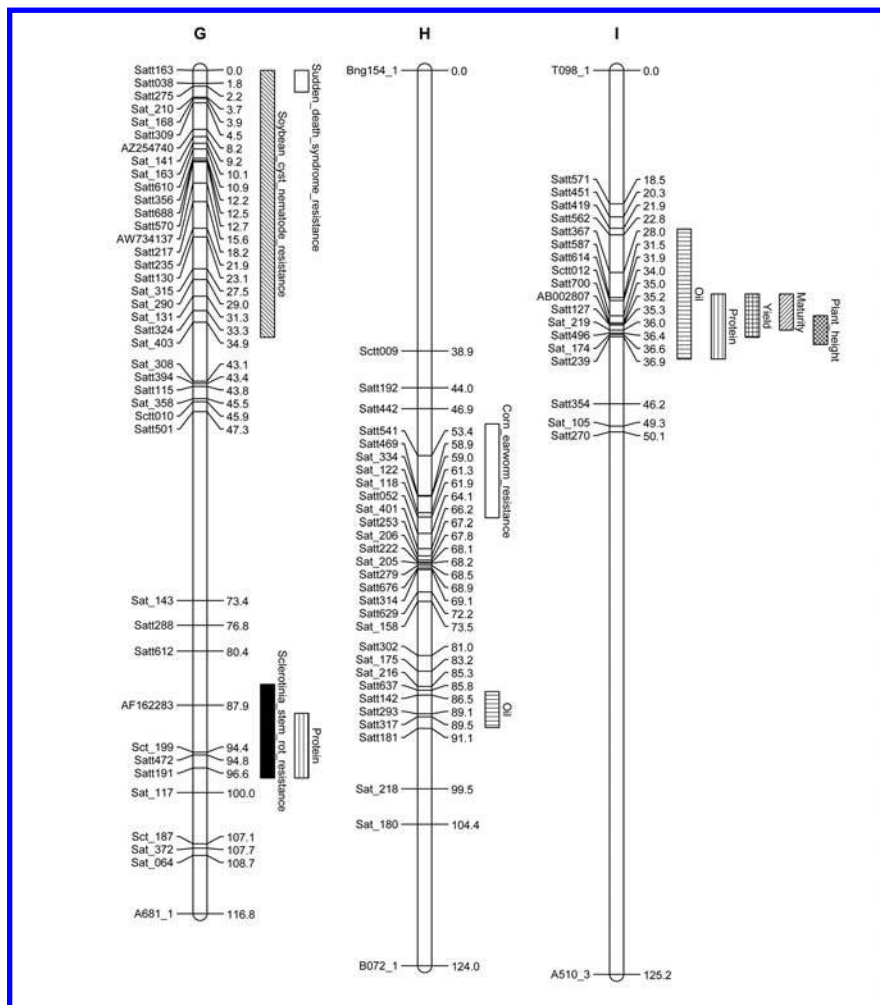 G
Satt163 0.0
Satt038 1.8
Satt275 2.2
Sat_210 3.7
Sat_168 3.9
Satt309 4.5
AZ254740 8.2
Sat_141 9.2
Sat_163 10.1
Satt610 10.9
Satt356 12.2
Satt688 12.5
Satt570 12.7
AW734137 15.6
Satt217 18.2
Satt235 21.9
Satt130 23.1
Sat_315 27.5
Sat_290 29.0
Sat_131 31.3
Satt324 33.3
Sat_403 34.9
Sat_308 43.1
Satt394 43.4
Satt115 43.8
Sat_358 45.5
Sctt010 45.9
Satt501 47.3
Sat_143 73.4
Satt288 76.8
Satt612 80.4
AF162283 87.9
Sct_199 94.4
Satt472 94.8
Satt191 96.6
Sat_117 100.0
Sct_187 107.1
Sat_372 107.7
Sat_064 108.7
A681_1 116.8
Soybean_cyst_nematode_resistance
Sudden_death_syndrome_resistance
Sclerotinia_stem_rot_resistance
Protein
H
Bng154_1 0.0
Sctt009 38.9
Satt192 44.0
Satt442 46.9
Satt541 53.4
Satt469 58.9
Sat_334 59.0
Sat_122 61.3
Sat_118 61.9
Satt052 64.1
Sat_401 66.2
Satt253 67.2
Sat_206 67.8
Satt222 68.1
Sat_205 68.2
Satt279 68.5
Satt676 68.9
Satt314 69.1
Satt629 72.2
Sat_158 73.5
Satt302 81.0
Sat_175 83.2
Sat_216 85.3
Satt637 85.8
Satt142 86.5
Satt293 89.1
Satt317 89.5
Satt181 91.1
Sat_218 99.5
Sat_180 104.4
B072_1 124.0
Corn_earworm_resistance
Oil
I
T098_1 0.0
Satt571 18.5
Satt451 20.3
Satt419 21.9
Satt562 22.8
Satt367 28.0
Satt587 31.5
Satt614 31.9
Sctt012 34.0
Satt700 35.0
AB002807 35.2
Satt127 35.3
Sat_219 36.0
Satt496 36.4
Sat_174 36.6
Satt239 36.9
Satt354 46.2
Sat_105 49.3
Satt270 50.1
A510_3 125.2
Oil
Protein
Yield
Maturity
Plant_height